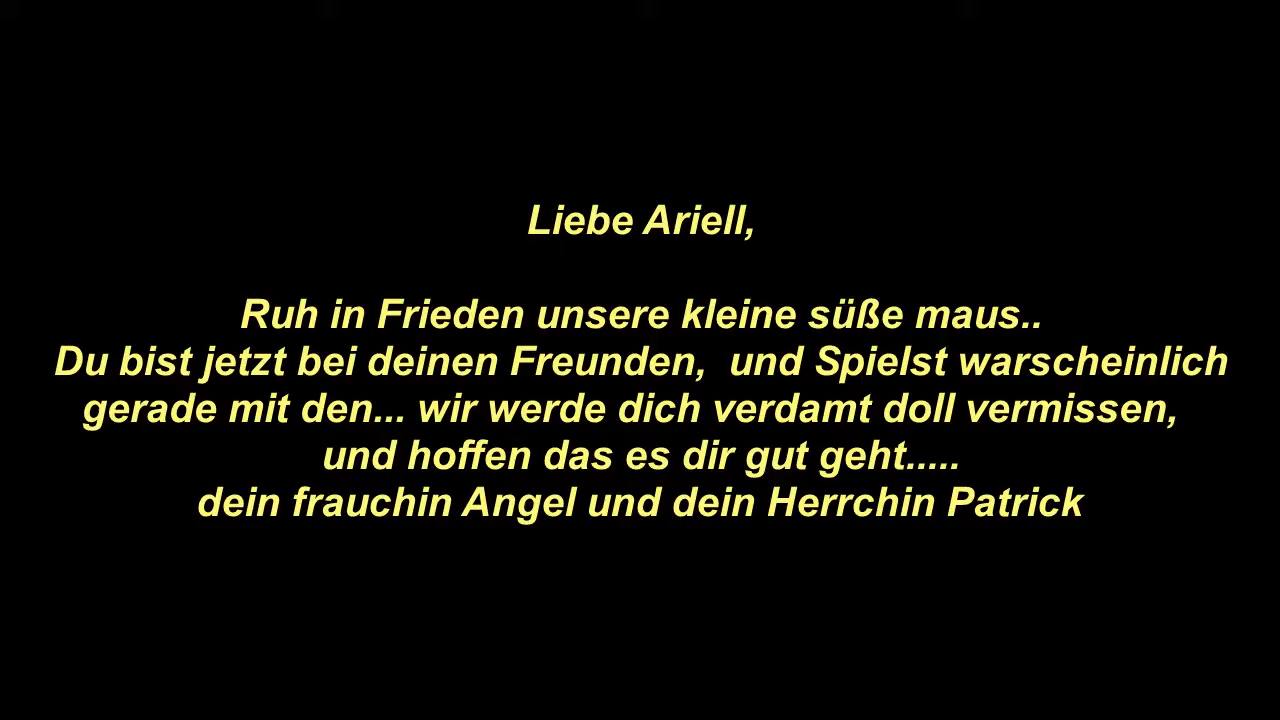 Liebe Ariell,
Ruh in Frieden unsere kleine süße maus..
Du bist jetzt bei deinen Freunden,  und Spielst warscheinlich
gerade mit den... wir werde dich verdamt doll vermissen,
und hoffen das es dir gut geht.....
dein frauchin Angel und dein Herrchin Patrick